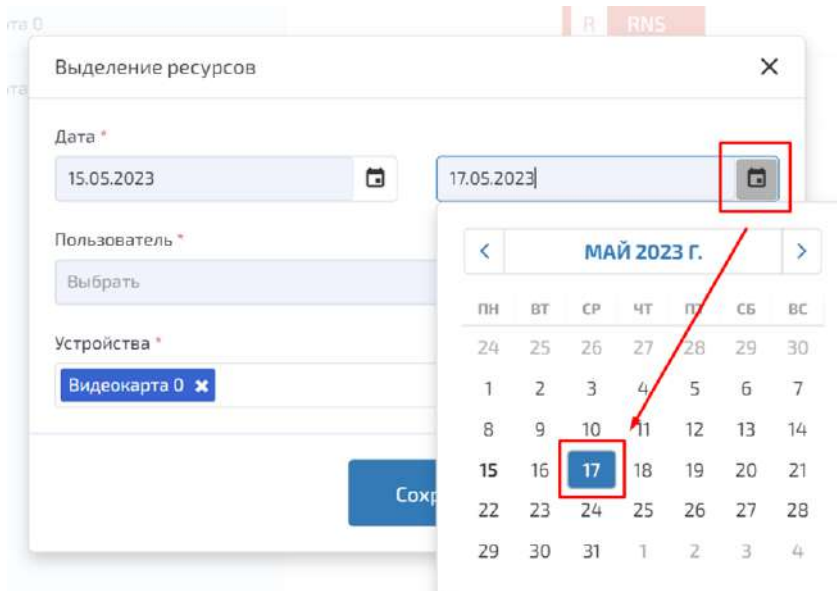 R RNS
Выделение ресурсов
Дата *
15.05.2023
17.05.2023
Пользователь *
Выбрать
Устройства *
Видеокарта 0
МАЙ 2023 Г.
ПН ВТ СР ЧТ ПТ СБ ВС
24 25 26 27 28 29 30
1 2 3 4 5 6 7
8 9 10 11 12 13 14
15 16 17 18 19 20 21
22 23 24 25 26 27 28
29 30 31 1 2 3 4